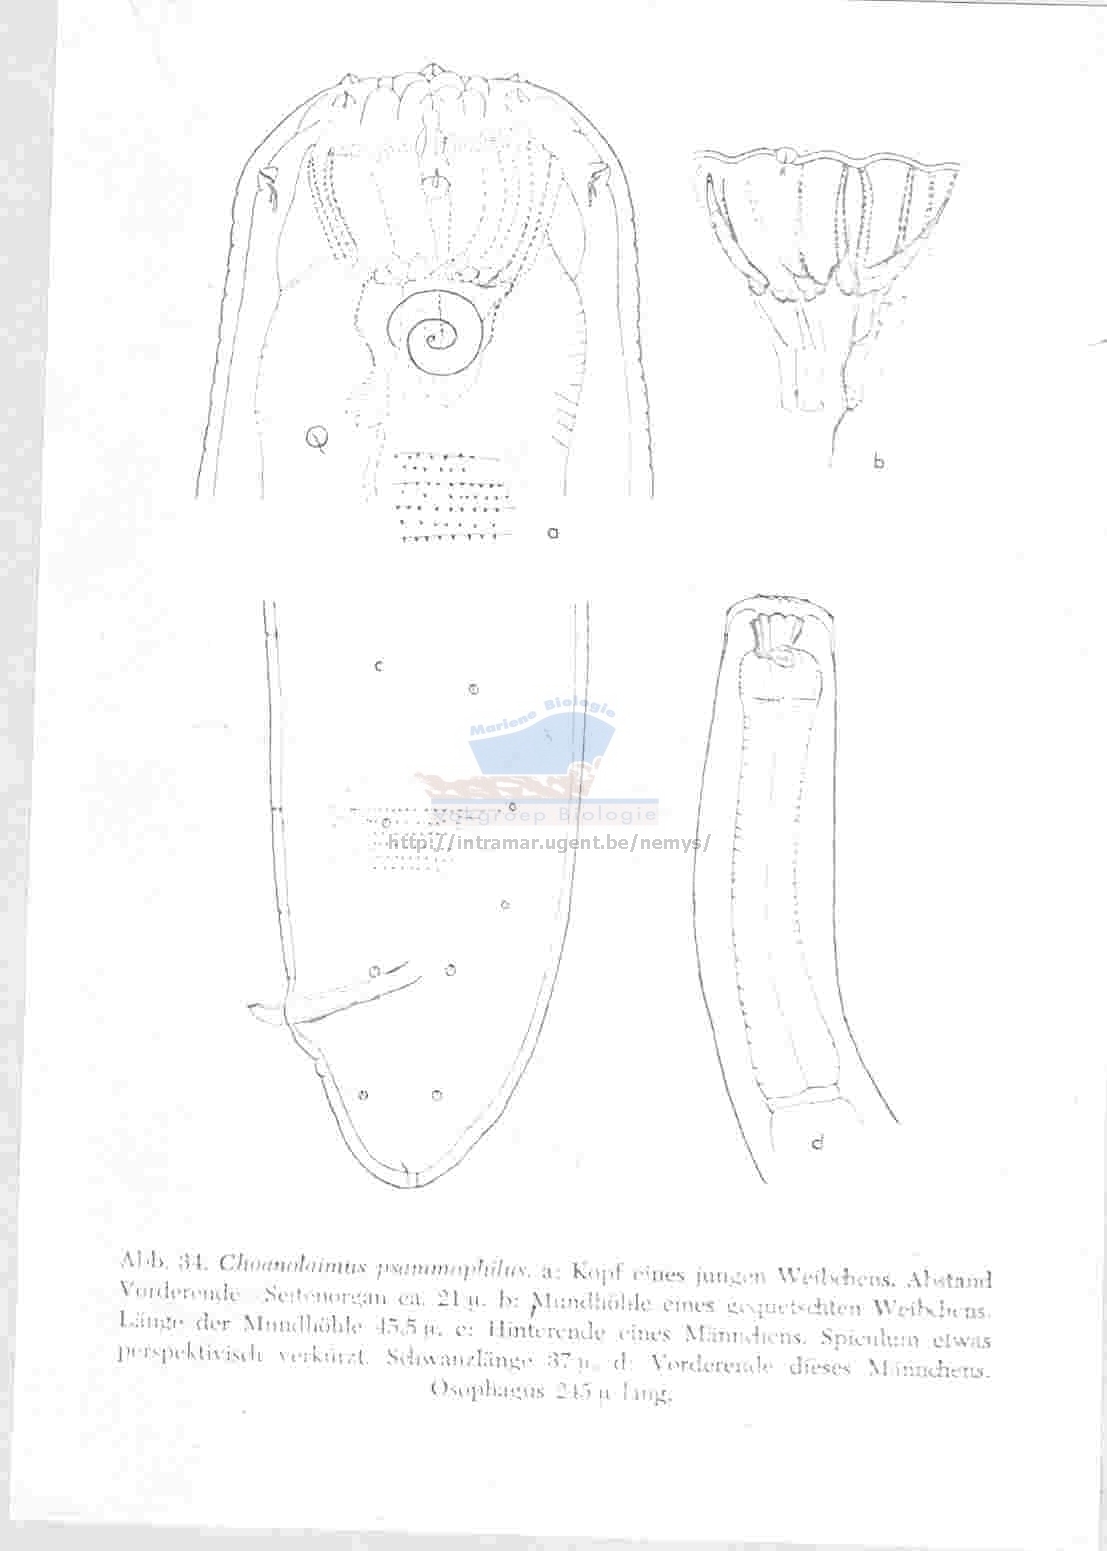 a
b
c
Mariene Biologie
Vakgroep Biologie
http://intramar.ugent.be/nemys/
d
Abb. 34. Choanolaimus psammophilus. a: Kopf eines jungen Weibchens. Abstand
Vorderende - Seitenorgan ca. 21 µ. b: Mundhöhle eines gequetschten Weibchens.
Länge der Mundhöhle 45,5 µ. c: Hinterende eines Männchens. Spiculum etwas
perspektivisch verkürzt. Schwanzlänge 37 µ. d: Vorderende dieses Männchens.
Ösophagus 245 µ lang.